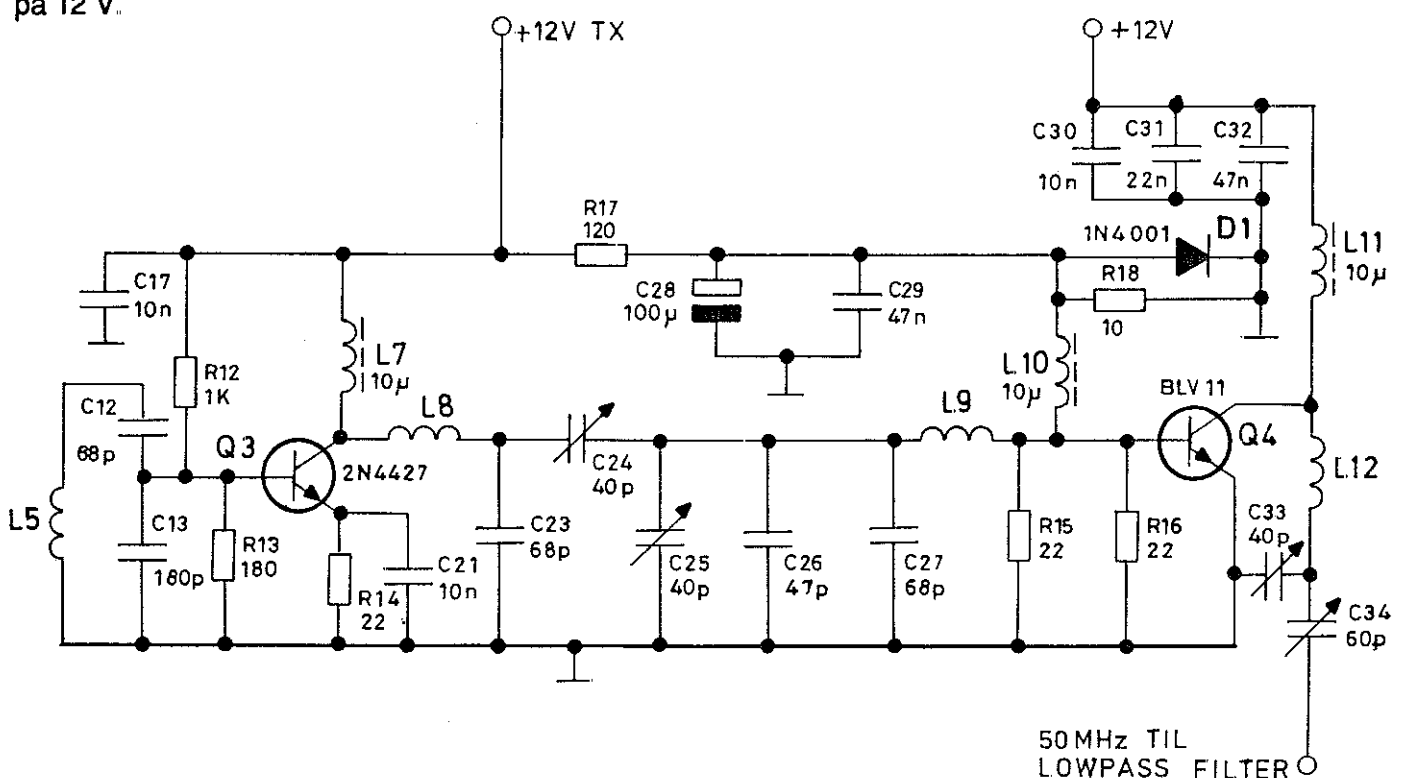 på 12 V.
+12V TX
+12V
C30
10n
C31
22n
C32
47n
R17
120
1N4001
D1
L11
10µ
C17
10n
C28
100µ
C29
47n
R18
10
R12
1K
L7
10µ
L10
10µ
BLV 11
C12
68p
L8
L9
Q3
2N4427
Q4
C24
40p
L12
L5
C13
180p
R13
180
C23
68p
C25
40p
C26
47p
C27
68p
R15
22
R16
22
C33
40p
R14
22
C21
10n
C34
60p
50MHz TIL
LOWPASS FILTER